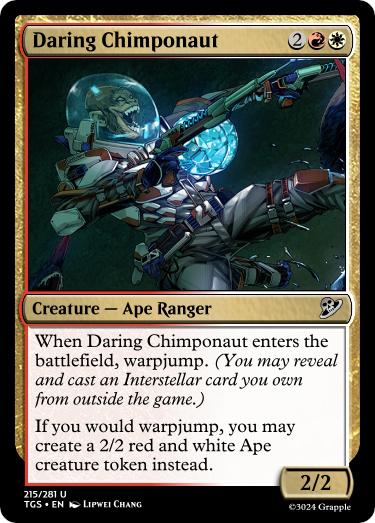 Daring Chimponaut 2
Creature — Ape Ranger
When Daring Chimponaut enters the
battlefield, warpjump. (You may reveal
and cast an Interstellar card you own
from outside the game.)
If you would warpjump, you may
create a 2/2 red and white Ape
creature token instead.
2/2
215/281 U
TGS • EN Lipwei Chang
©3024 Grapple